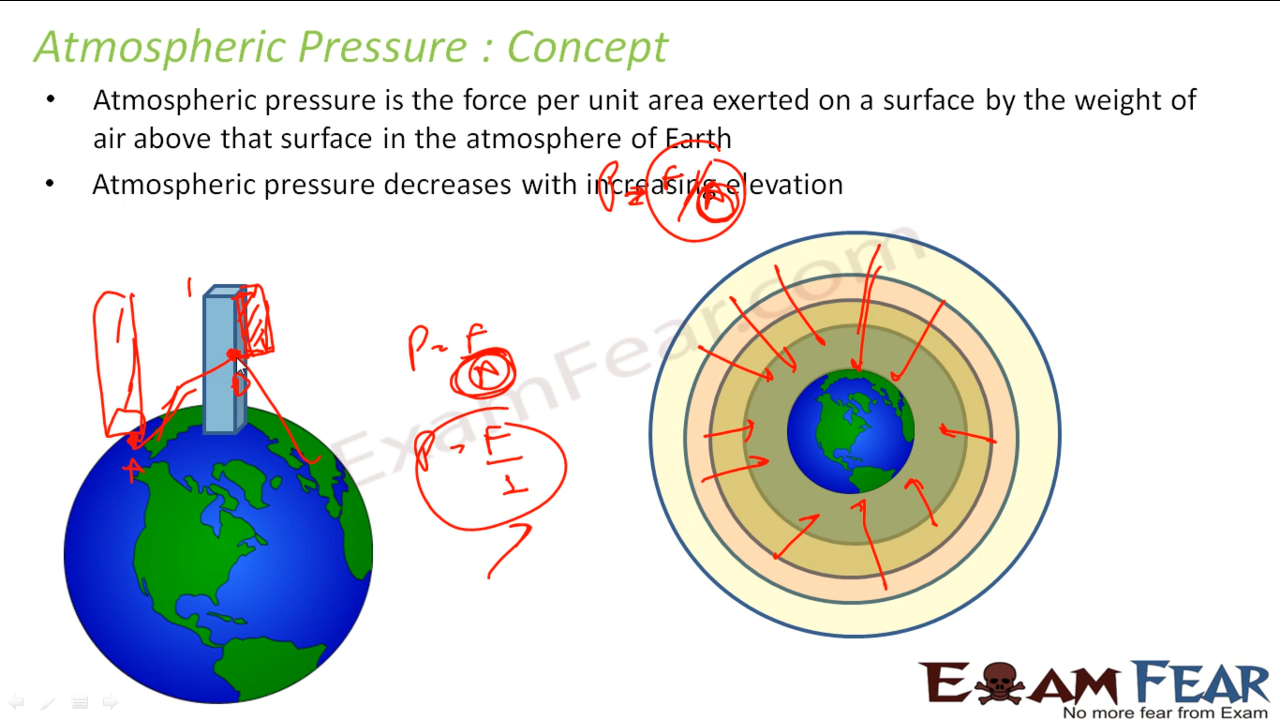 Atmospheric Pressure : Concept
• Atmospheric pressure is the force per unit area exerted on a surface by the weight of
air above that surface in the atmosphere of Earth
• Atmospheric pressure decreases with increasing elevation
P = F/A
P = F
A
P = F
1
A
B
ExamFear.com
EXAM FEAR
No more fear from Exam